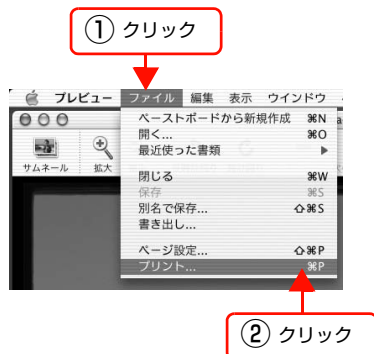 ① クリック
プレビュー ファイル 編集 表示 ウインドウ
ペーストボードから新規作成 ⌘N
開く... ⌘O
最近使った書類 ▶
サムネール 拡大
閉じる ⌘W
保存 ⌘S
別名で保存... ⇧⌘S
書き出し...
ページ設定... ⇧⌘P
プリント... ⌘P
② クリック